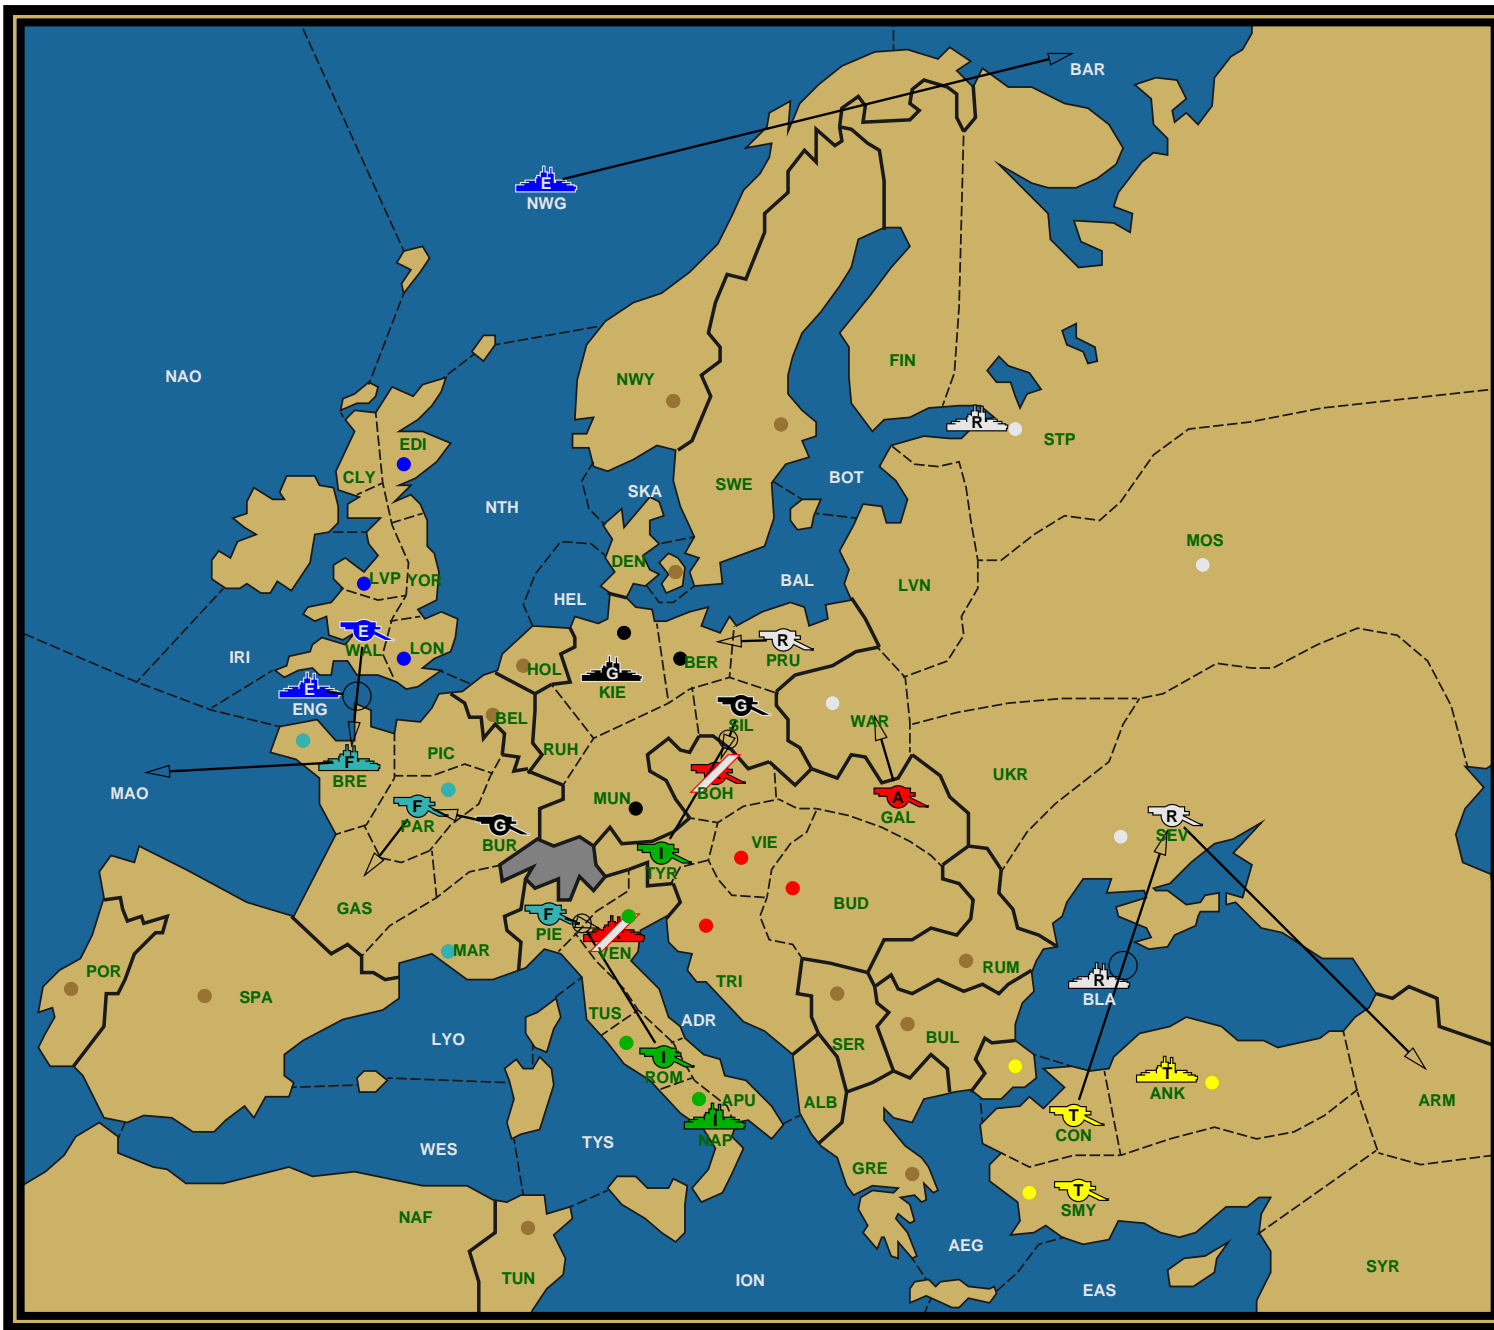 BAR
E
NWG
NAO
NWY
FIN
R
STP
EDI
CLY
SKA
SWE
BOT
NTH
MOS
DEN
LVP YOR
HEL
BAL
LVN
E
WAL
LON
IRI
HOL
BER
R
PRU
G
KIE
E
ENG
BEL
G
SIL
WAR
PIC
RUH
F
BRE
MAO
BOH
UKR
MUN
A
GAL
F
PAR
G
BUR
R
SEV
VIE
I
TYR
BUD
GAS
F
PIE
VEN
MAR
POR
SPA
TRI
RUM
R
BLA
TUS
ADR
LYO
SER
BUL
I
ROM
T
ANK
APU
ALB
ARM
I
NAP
T
CON
WES
TYS
GRE
T
SMY
NAF
AEG
TUN
ION
EAS
SYR